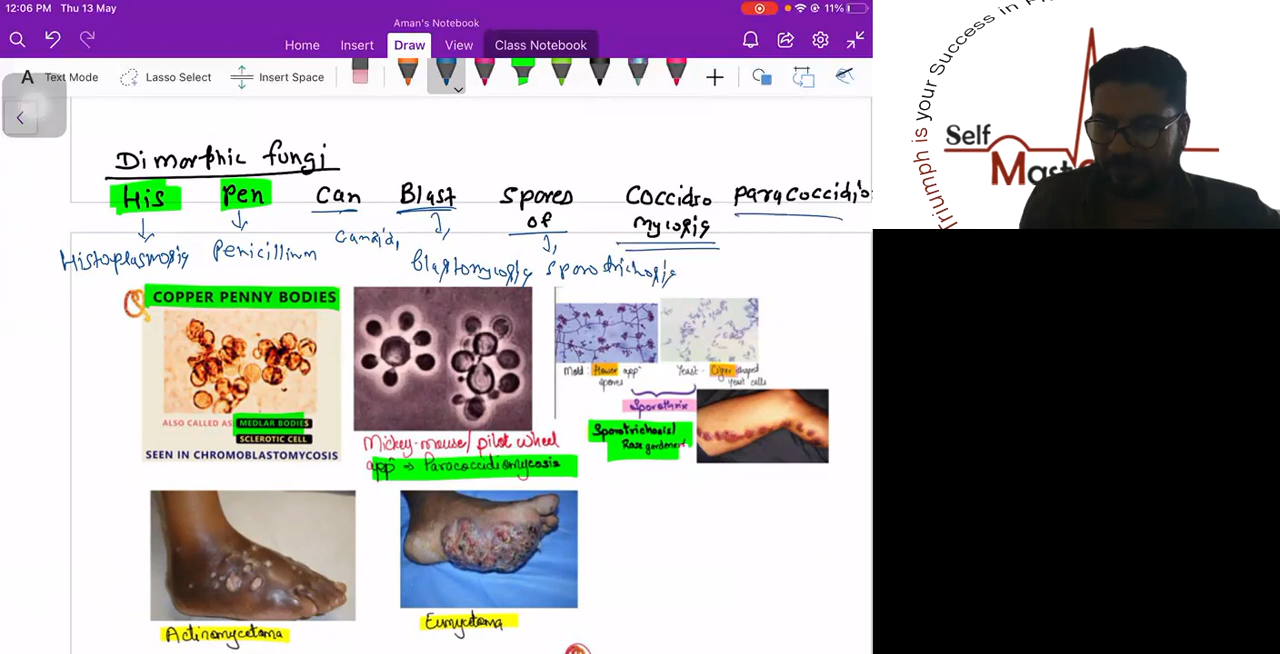 12:06 PM Thu 13 May
11%
Aman's Notebook
Home Insert Draw View Class Notebook
A Text Mode Lasso Select Insert Space
Triumph is your Success in
Self
Mast
Dimorphic fungi
His Pen Can Blast Spores of Coccidio mycosis paracoccidio
Histoplasmosis Penicillium Candida, blastomycosis sporotrichosis
COPPER PENNY BODIES
ALSO CALLED AS: MEDLAR BODIES
SCLEROTIC CELL
SEEN IN CHROMOBLASTOMYCOSIS
Mickey-mouse/ pilot wheel
app → Paracoccidiomycosis
Mold: flower app spores
Yeast - Cigar shaped yeast cells
Sporothrix
Sporotrichosis/
Rose gardener
Actinomycetoma
Eumycetoma